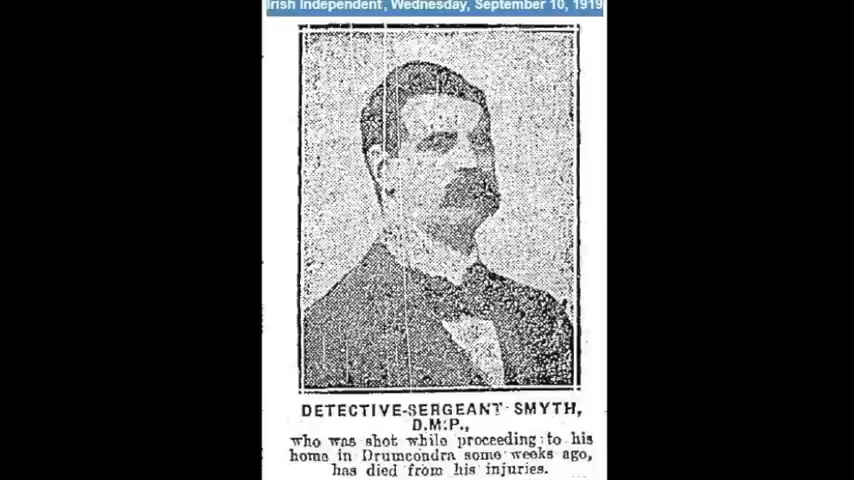 Irish Independent, Wednesday, September 10, 1919
DETECTIVE-SERGEANT SMYTH,
D.M.P.,
who was shot while proceeding to his
home in Drumcondra some weeks ago,
has died from his injuries.